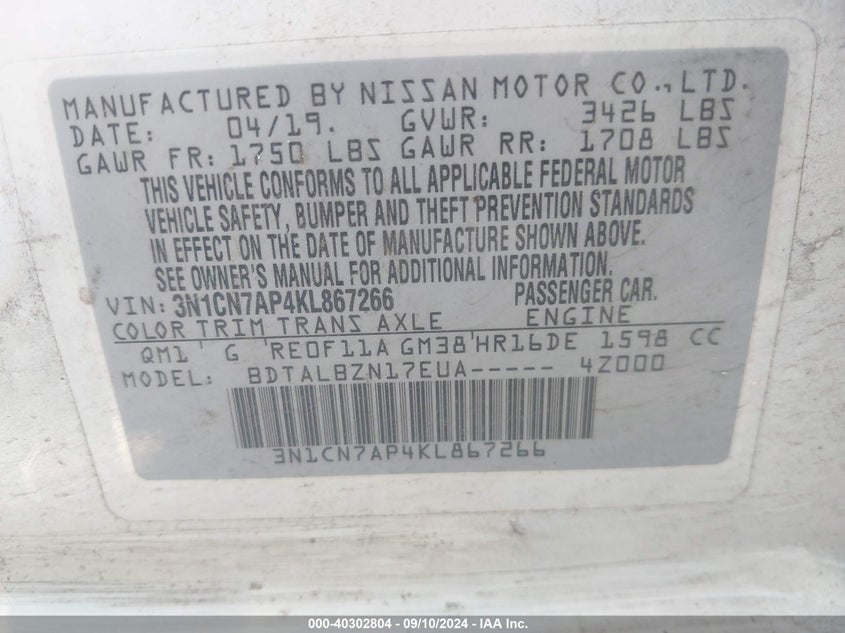 MANUFACTURED BY NISSAN MOTOR CO., LTD.
DATE: 04/19. GVWR: 3426 LBS
GAWR FR: 1750 LBS GAWR RR: 1708 LBS
THIS VEHICLE CONFORMS TO ALL APPLICABLE FEDERAL MOTOR
VEHICLE SAFETY, BUMPER AND THEFT PREVENTION STANDARDS
IN EFFECT ON THE DATE OF MANUFACTURE SHOWN ABOVE.
SEE OWNER'S MANUAL FOR ADDITIONAL INFORMATION.
VIN: 3N1CN7AP4KL867266 PASSENGER CAR.
COLOR TRIM TRANS AXLE ENGINE
QM1 ' G 'RE0F11A GM38'HR16DE 1598 CC
MODEL: BDTALBZN17EUA----- 4Z000
3N1CN7AP4KL867266
000-40302804 - 09/10/2024 - IAA Inc.